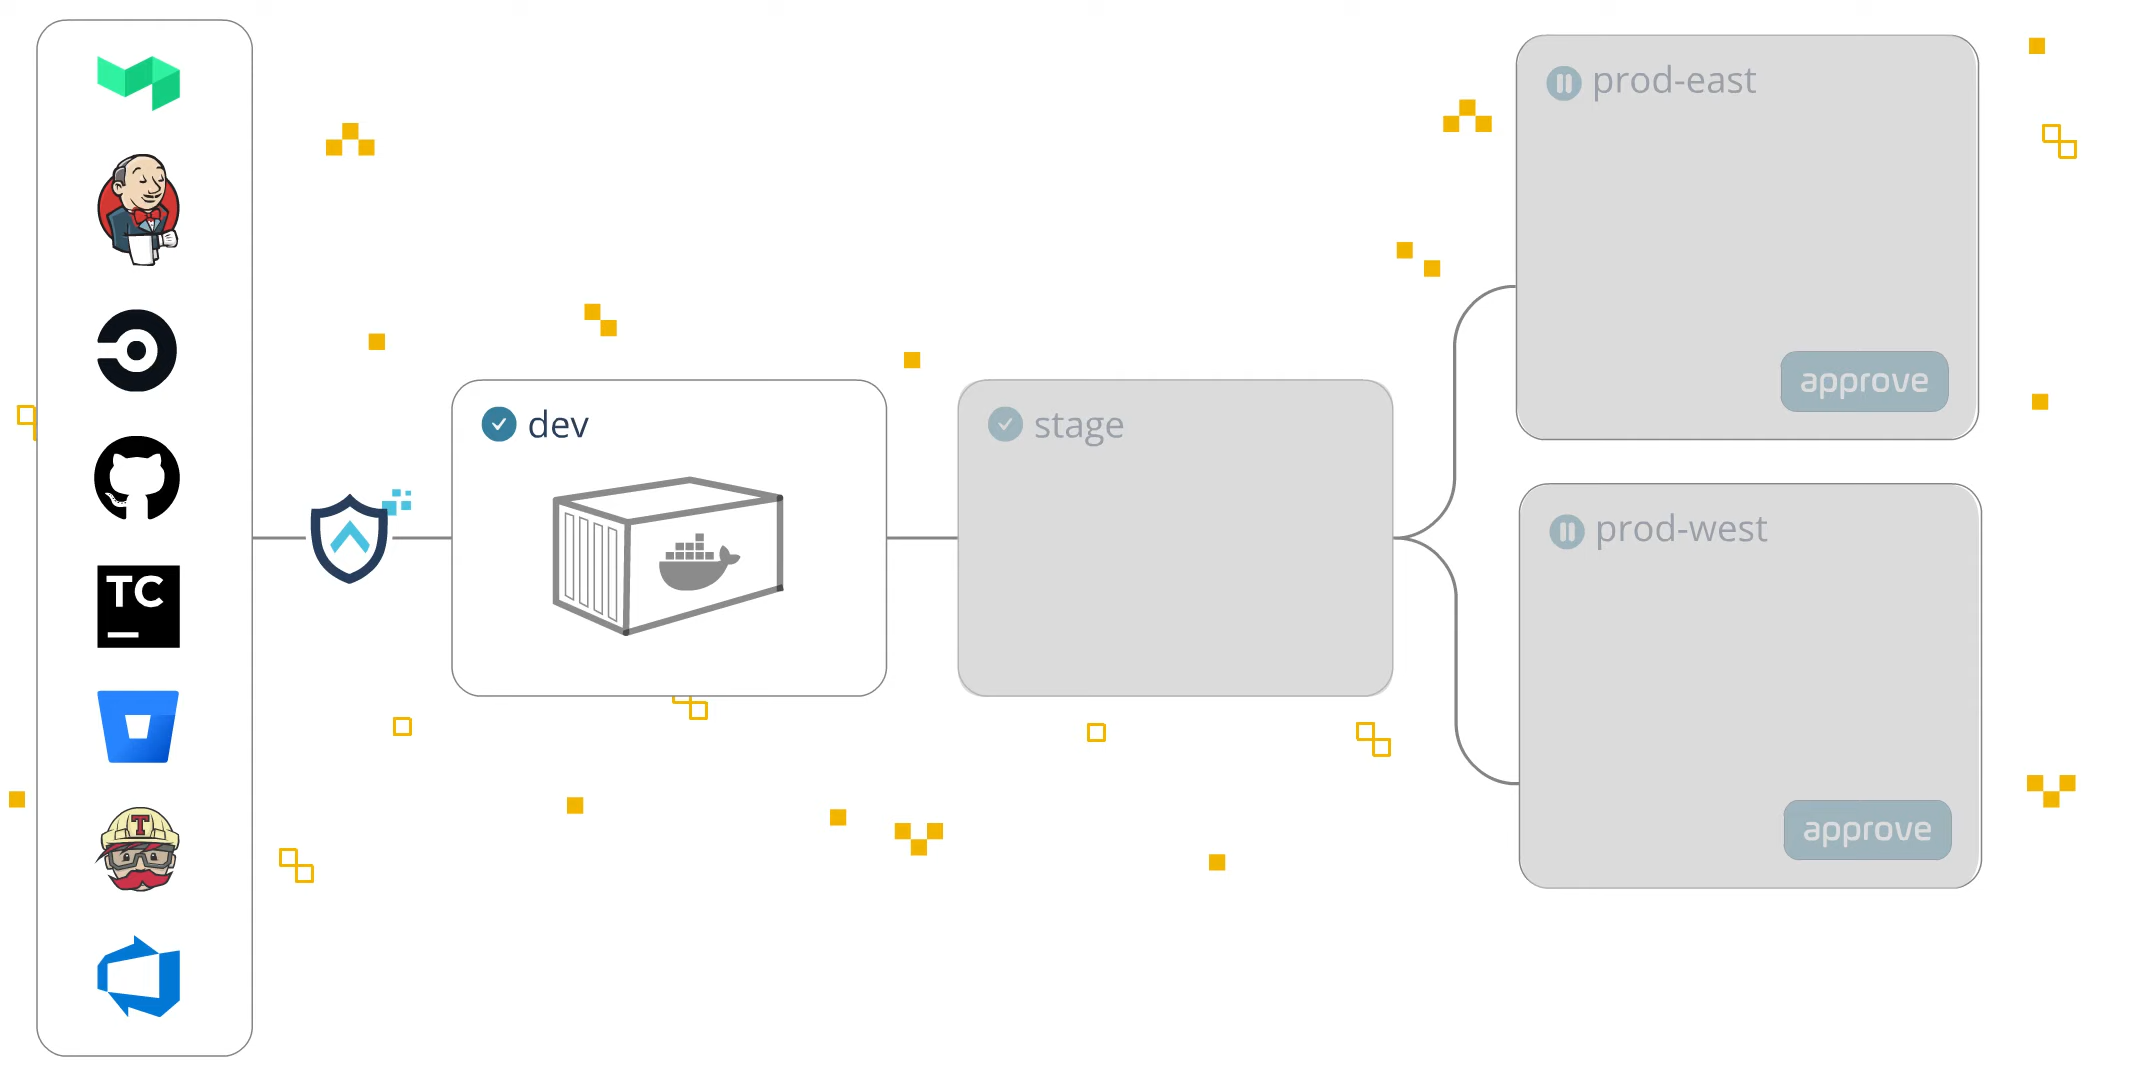 TC
T
dev
stage
prod-east
approve
prod-west
approve